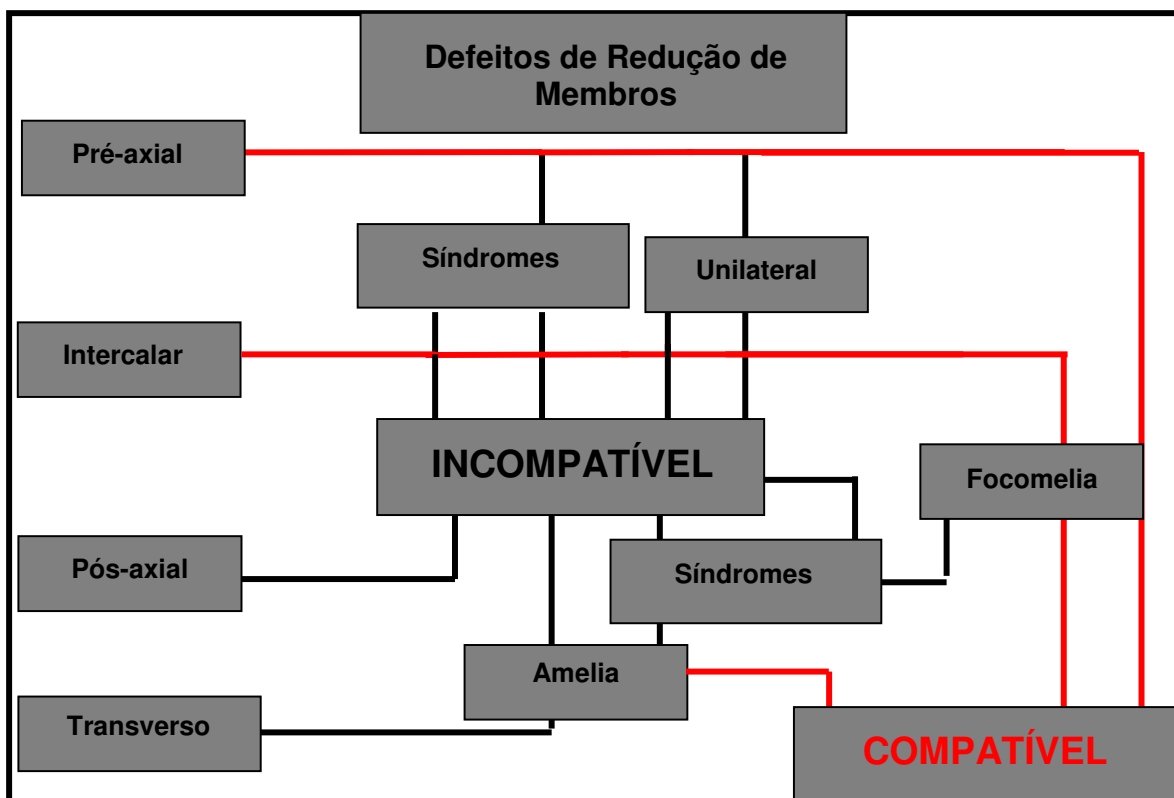 Defeitos de Redução de
Membros
Pré-axial
Síndromes
Unilateral
Intercalar
INCOMPATÍVEL
Focomelia
Pós-axial
Síndromes
Amelia
Transverso
COMPATÍVEL